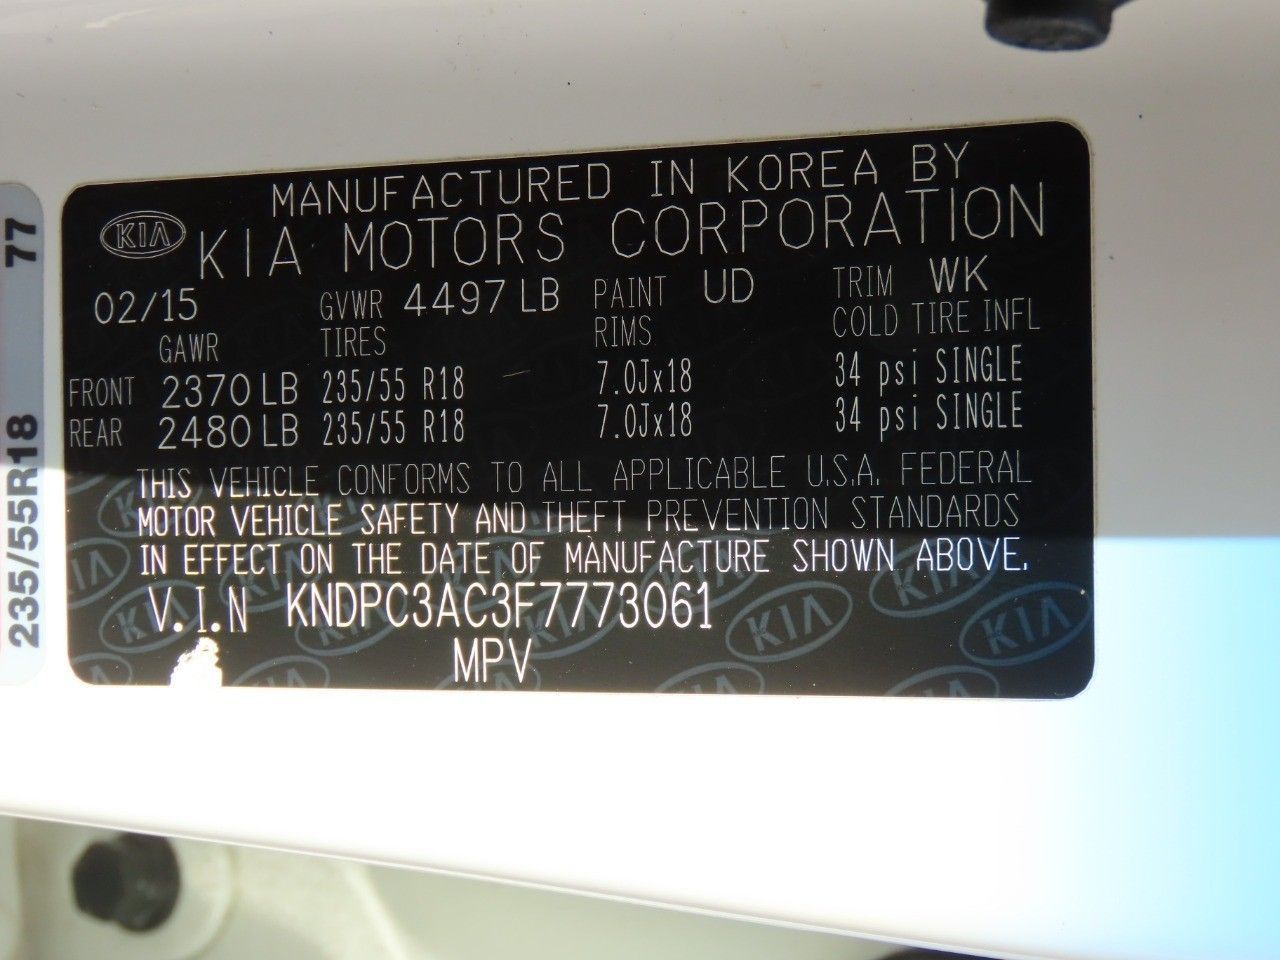 MANUFACTURED IN KOREA BY
KIA KIA MOTORS CORPORATION
02/15 GVWR 4497 LB PAINT UD TRIM WK
GAWR TIRES RIMS COLD TIRE INFL
FRONT 2370 LB 235/55 R18 7.0Jx18 34 psi SINGLE
REAR 2480 LB 235/55 R18 7.0Jx18 34 psi SINGLE
THIS VEHICLE CONFORMS TO ALL APPLICABLE U.S.A. FEDERAL
MOTOR VEHICLE SAFETY AND THEFT PREVENTION STANDARDS
IN EFFECT ON THE DATE OF MANUFACTURE SHOWN ABOVE.
V.I.N KNDPC3AC3F7773061
MPV
235/55R18 77